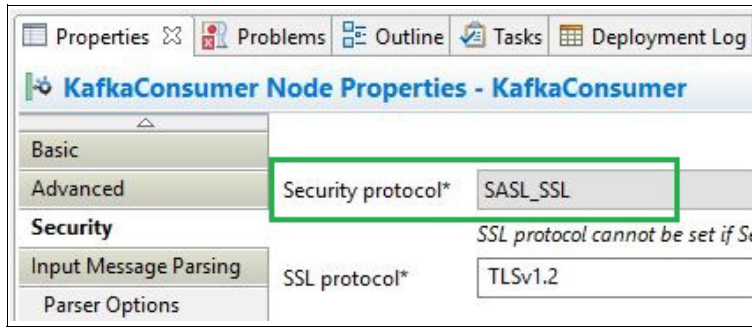 Properties Problems Outline Tasks Deployment Log
KafkaConsumer Node Properties - KafkaConsumer
Basic
Advanced
Security protocol* SASL_SSL
Security
SSL protocol cannot be set if
Input Message Parsing
SSL protocol* TLSv1.2
Parser Options